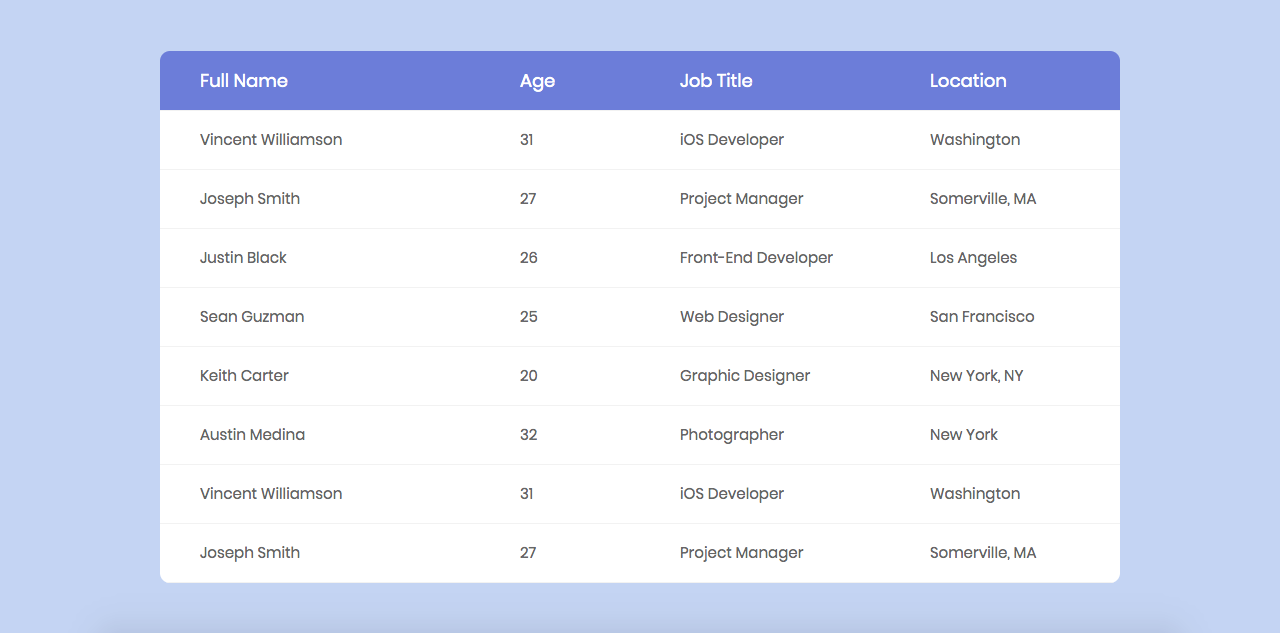 Full Name Age Job Title Location
Vincent Williamson 31 iOS Developer Washington
Joseph Smith 27 Project Manager Somerville, MA
Justin Black 26 Front-End Developer Los Angeles
Sean Guzman 25 Web Designer San Francisco
Keith Carter 20 Graphic Designer New York, NY
Austin Medina 32 Photographer New York
Vincent Williamson 31 iOS Developer Washington
Joseph Smith 27 Project Manager Somerville, MA